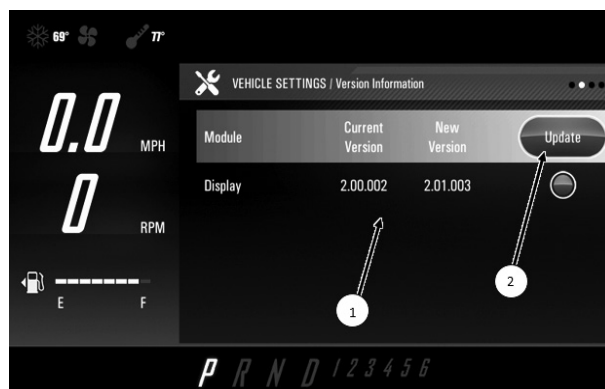 69° 77°
VEHICLE SETTINGS / Version Information
0.0 MPH
Module Current Version New Version Update
Display 2.00.002 2.01.003
0 RPM
1 2
E F
P R N D 1 2 3 4 5 6